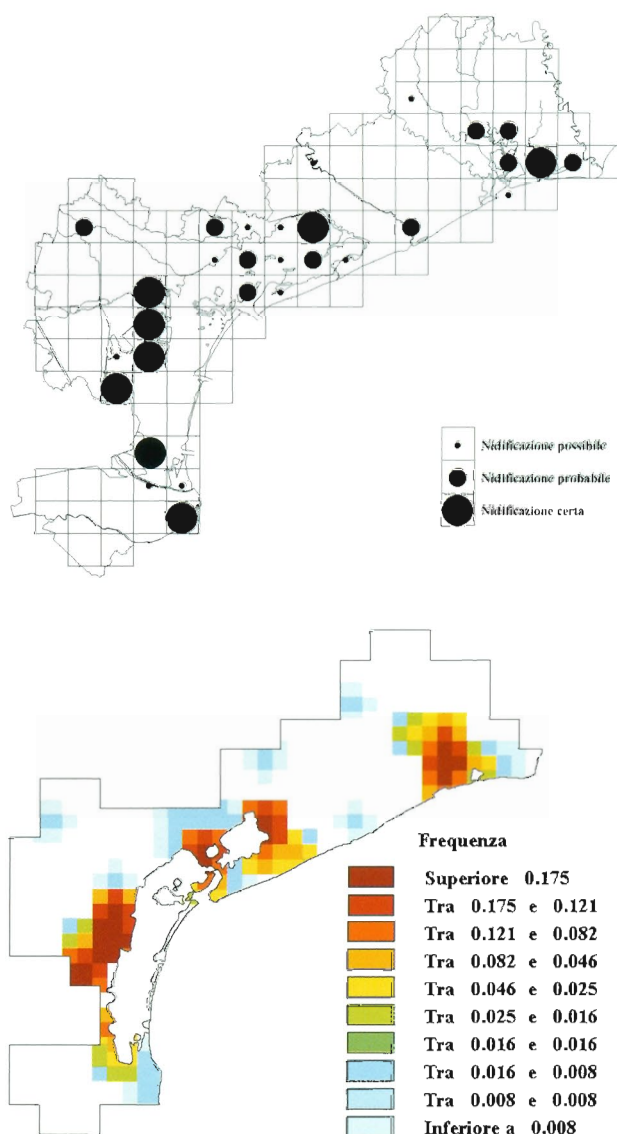 Nidificazione possibile
Nidificazione probabile
Nidificazione certa
Frequenza
Superiore 0.175
Tra 0.175 e 0.121
Tra 0.121 e 0.082
Tra 0.082 e 0.046
Tra 0.046 e 0.025
Tra 0.025 e 0.016
Tra 0.016 e 0.016
Tra 0.016 e 0.008
Tra 0.008 e 0.008
Inferiore a 0.008